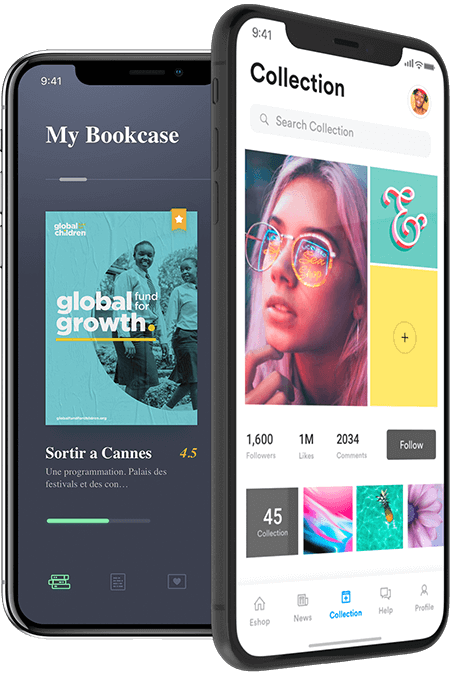 9:41
My Bookcase
global
children
global fund
for
growth.
globalfundforchildren.org
Sortir a Cannes 4.5
Une programmation. Palais des
festivals et des con…
9:41
Collection
Search Collection
&
+
1,600 1M 2034 Follow
Followers Likes Comments
45
Collection
Eshop News Collection Help Profile